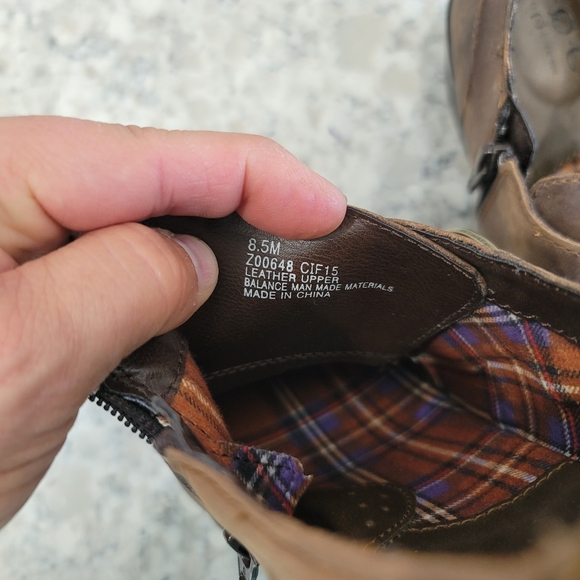 8.5M
Z00648 CIF15
LEATHER UPPER
BALANCE MAN MADE MATERIALS
MADE IN CHINA